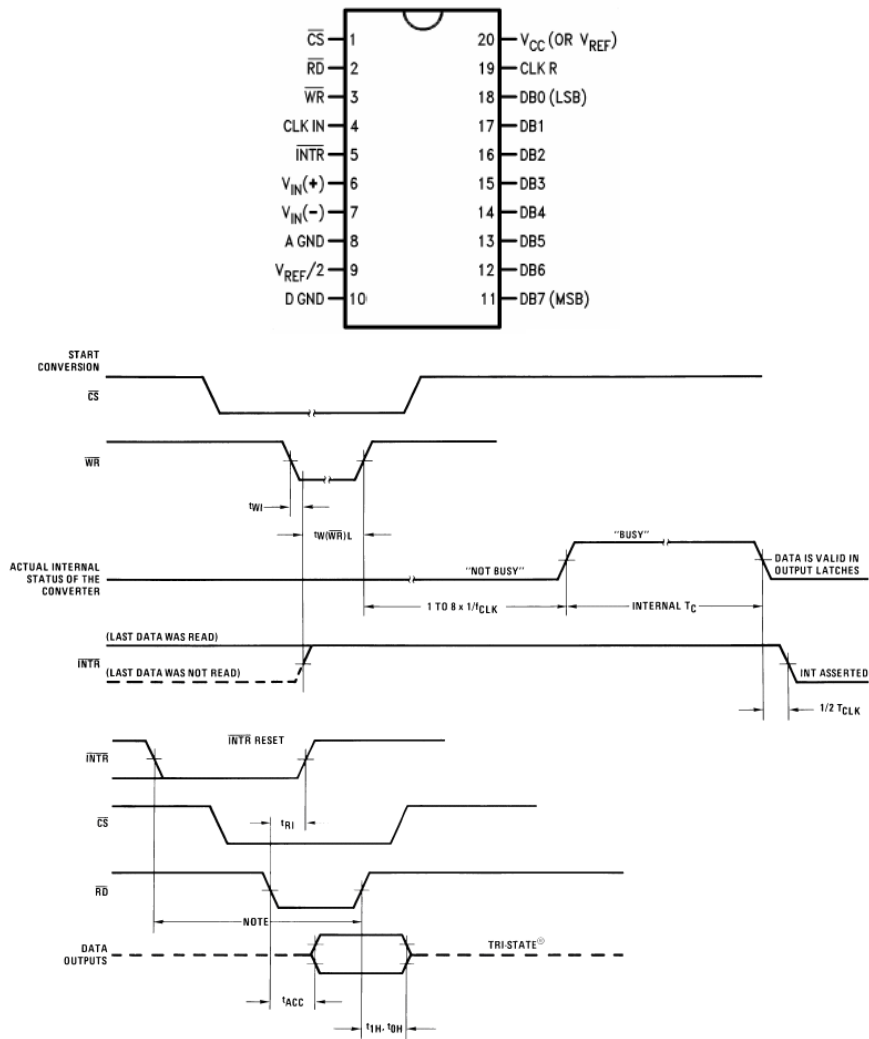 CS 1 20 VCC (OR VREF)
RD 2 19 CLK R
WR 3 18 DB0 (LSB)
CLK IN 4 17 DB1
INTR 5 16 DB2
VIN(+) 6 15 DB3
VIN(−) 7 14 DB4
A GND 8 13 DB5
VREF/2 9 12 DB6
D GND 10 11 DB7 (MSB)
START
CONVERSION
CS
WR
tWI
tW(WR)L
"BUSY"
ACTUAL INTERNAL
STATUS OF THE
CONVERTER
"NOT BUSY"
DATA IS VALID IN
OUTPUT LATCHES
1 TO 8 x 1/fCLK
INTERNAL TC
(LAST DATA WAS READ)
INTR
(LAST DATA WAS NOT READ)
INT ASSERTED
1/2 TCLK
INTR RESET
INTR
CS
tRI
RD
NOTE
DATA
OUTPUTS
TRI-STATE®
tACC
t1H, t0H